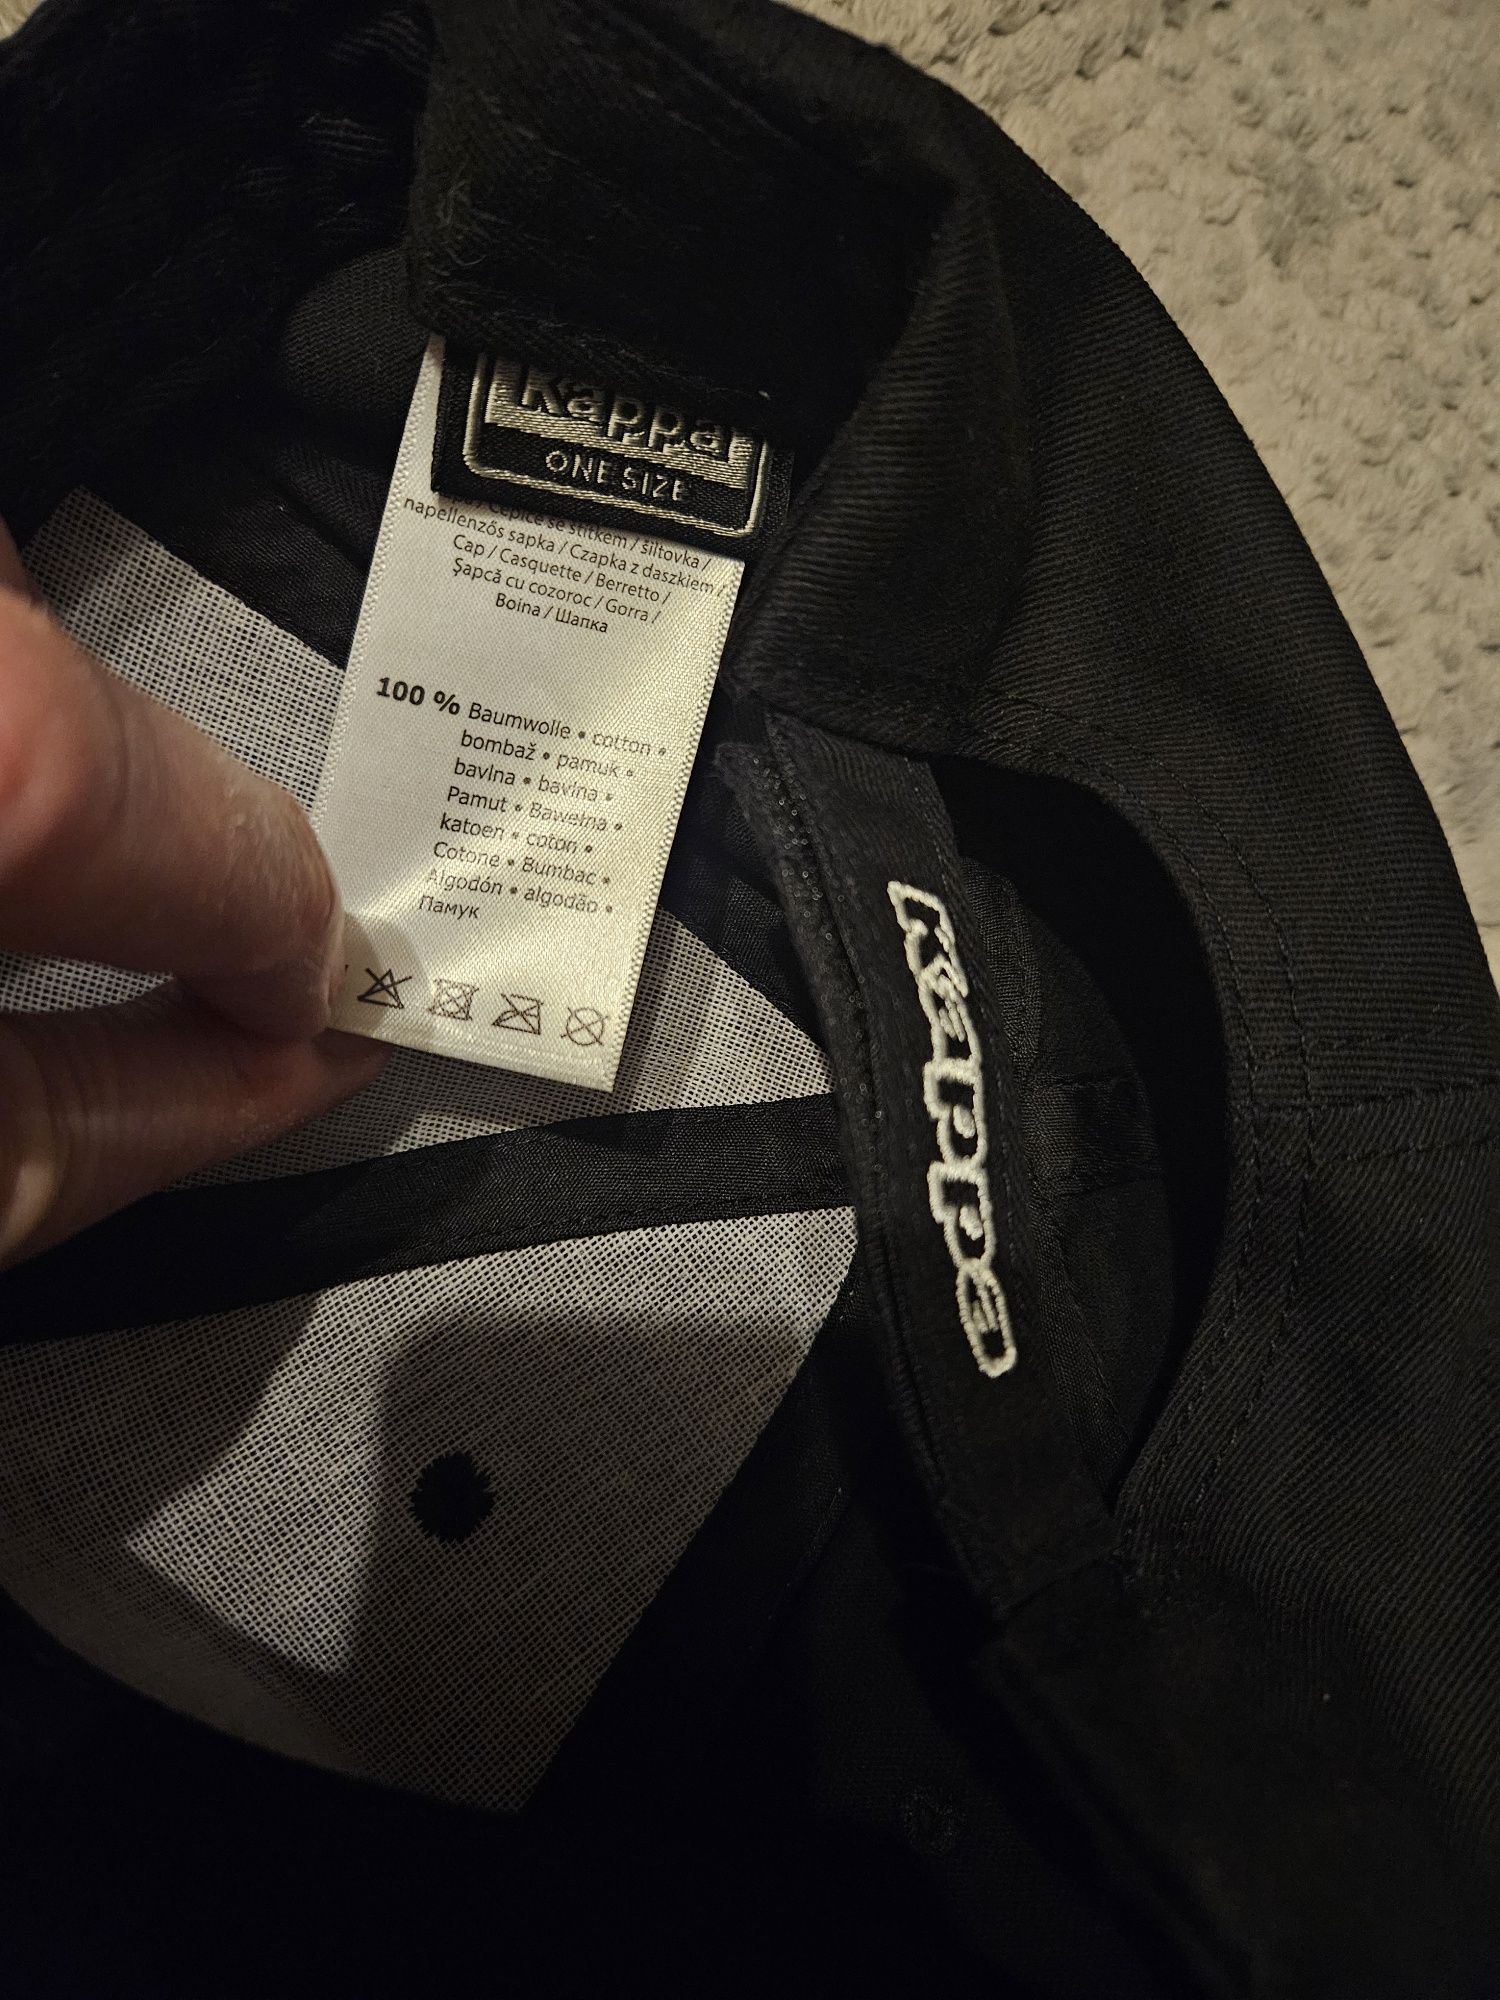 Kappa
ONE SIZE
Čepice se štítkem / šiltovka /
napellenzős sapka / Czapka z daszkiem /
Cap / Casquette / Berretto /
Şapcă cu cozoroc / Gorra /
Boina / Шапка
100 % Baumwolle • cotton •
bombaž • pamuk •
bavlna • bavlna •
Pamut • Bawełna •
katoen • coton •
Cotone • Bumbac •
Algodón • algodão •
Памук
Kappa